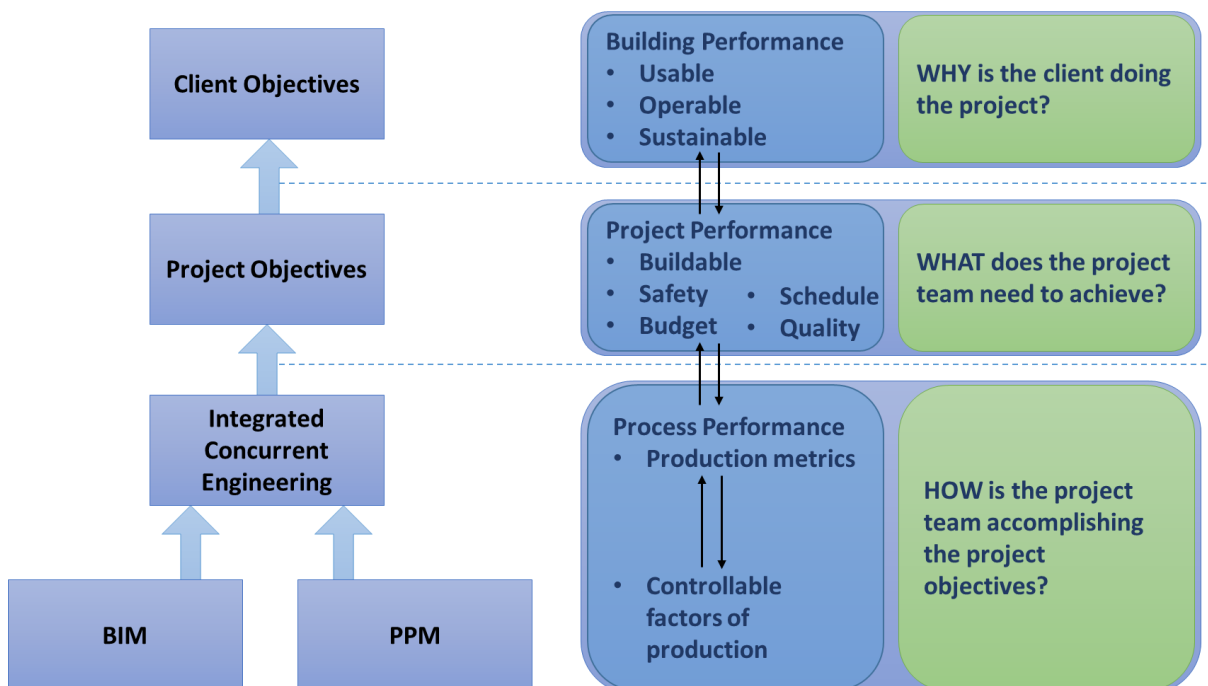 Client Objectives
Building Performance
• Usable
• Operable
• Sustainable
WHY is the client doing
the project?
Project Objectives
Project Performance
• Buildable
• Safety
• Budget
• Schedule
• Quality
WHAT does the project
team need to achieve?
Integrated
Concurrent
Engineering
BIM
PPM
Process Performance
• Production metrics
• Controllable
factors of
production
HOW is the project
team accomplishing
the project
objectives?